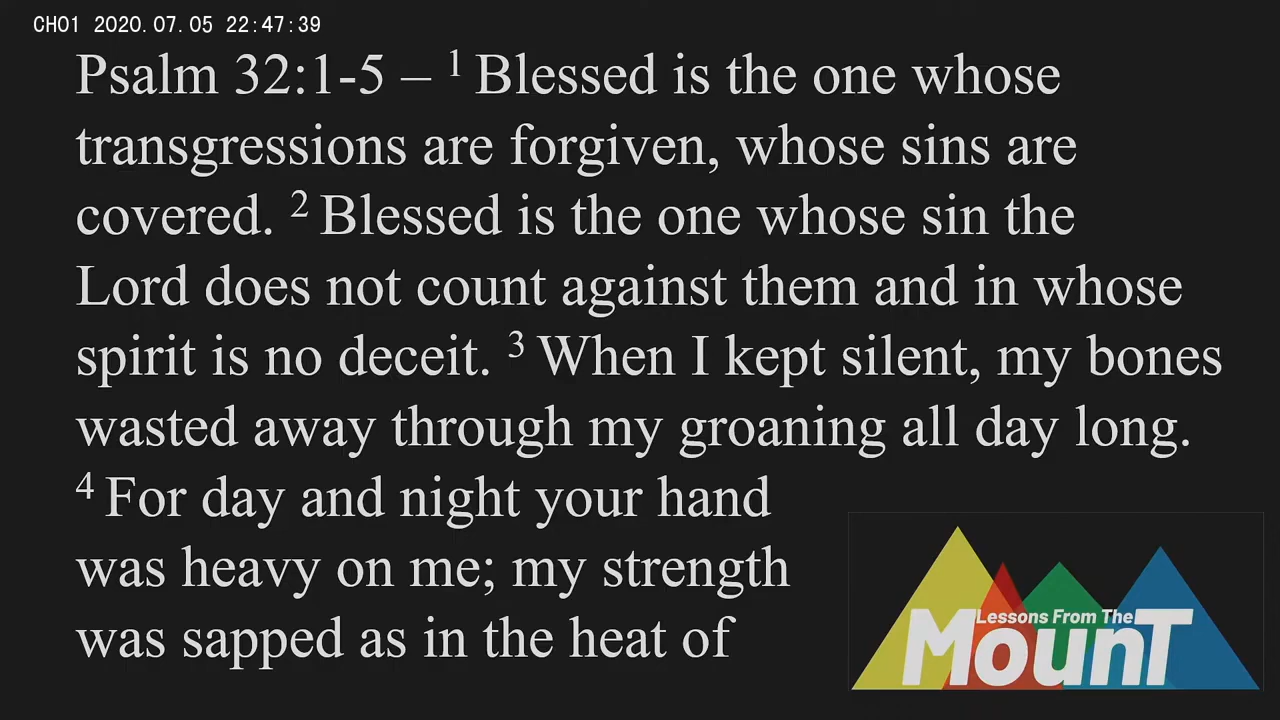 CH01 2020.07.05 22:47:39
Psalm 32:1-5 – ¹ Blessed is the one whose
transgressions are forgiven, whose sins are
covered. ² Blessed is the one whose sin the
Lord does not count against them and in whose
spirit is no deceit. ³ When I kept silent, my bones
wasted away through my groaning all day long.
⁴ For day and night your hand
was heavy on me; my strength
was sapped as in the heat of
Lessons From The
MounT